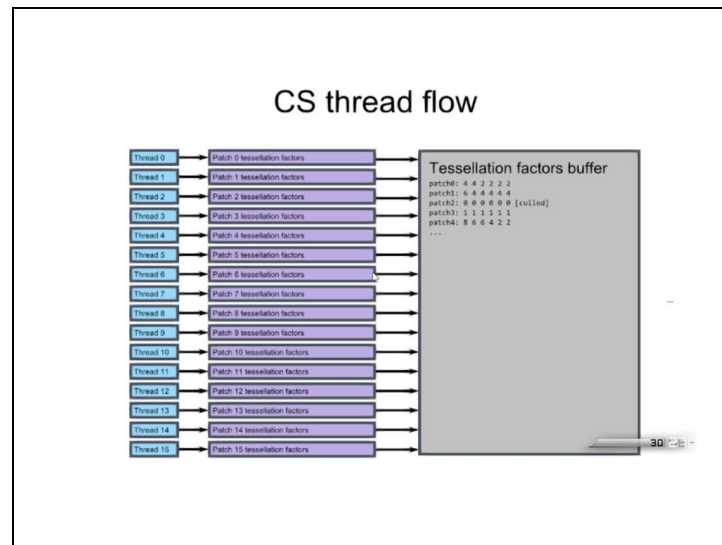 CS thread flow
Thread 0 Patch 0 tessellation factors
Thread 1 Patch 1 tessellation factors
Thread 2 Patch 2 tessellation factors
Thread 3 Patch 3 tessellation factors
Thread 4 Patch 4 tessellation factors
Thread 5 Patch 5 tessellation factors
Thread 6 Patch 6 tessellation factors
Thread 7 Patch 7 tessellation factors
Thread 8 Patch 8 tessellation factors
Thread 9 Patch 9 tessellation factors
Thread 10 Patch 10 tessellation factors
Thread 11 Patch 11 tessellation factors
Thread 12 Patch 12 tessellation factors
Thread 13 Patch 13 tessellation factors
Thread 14 Patch 14 tessellation factors
Thread 15 Patch 15 tessellation factors
Tessellation factors buffer
patch0: 4 4 2 2 2 2
patch1: 6 4 4 4 4 4
patch2: 0 0 0 0 0 0 [culled]
patch3: 1 1 1 1 1 1
patch4: 8 6 6 4 2 2
...
30